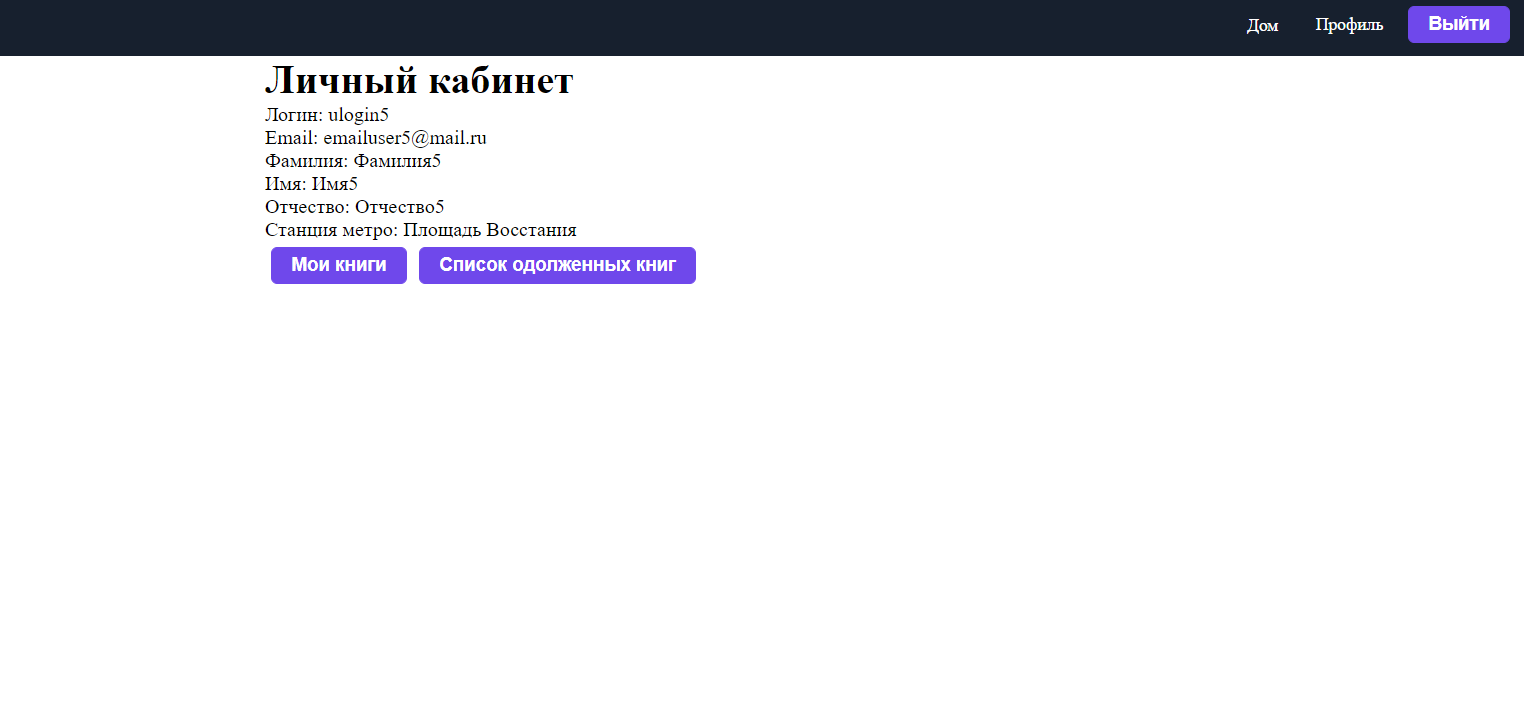 Дом Профиль Выйти
Личный кабинет
Логин: ulogin5
Email: emailuser5@mail.ru
Фамилия: Фамилия5
Имя: Имя5
Отчество: Отчество5
Станция метро: Площадь Восстания
Мои книги Список одолженных книг